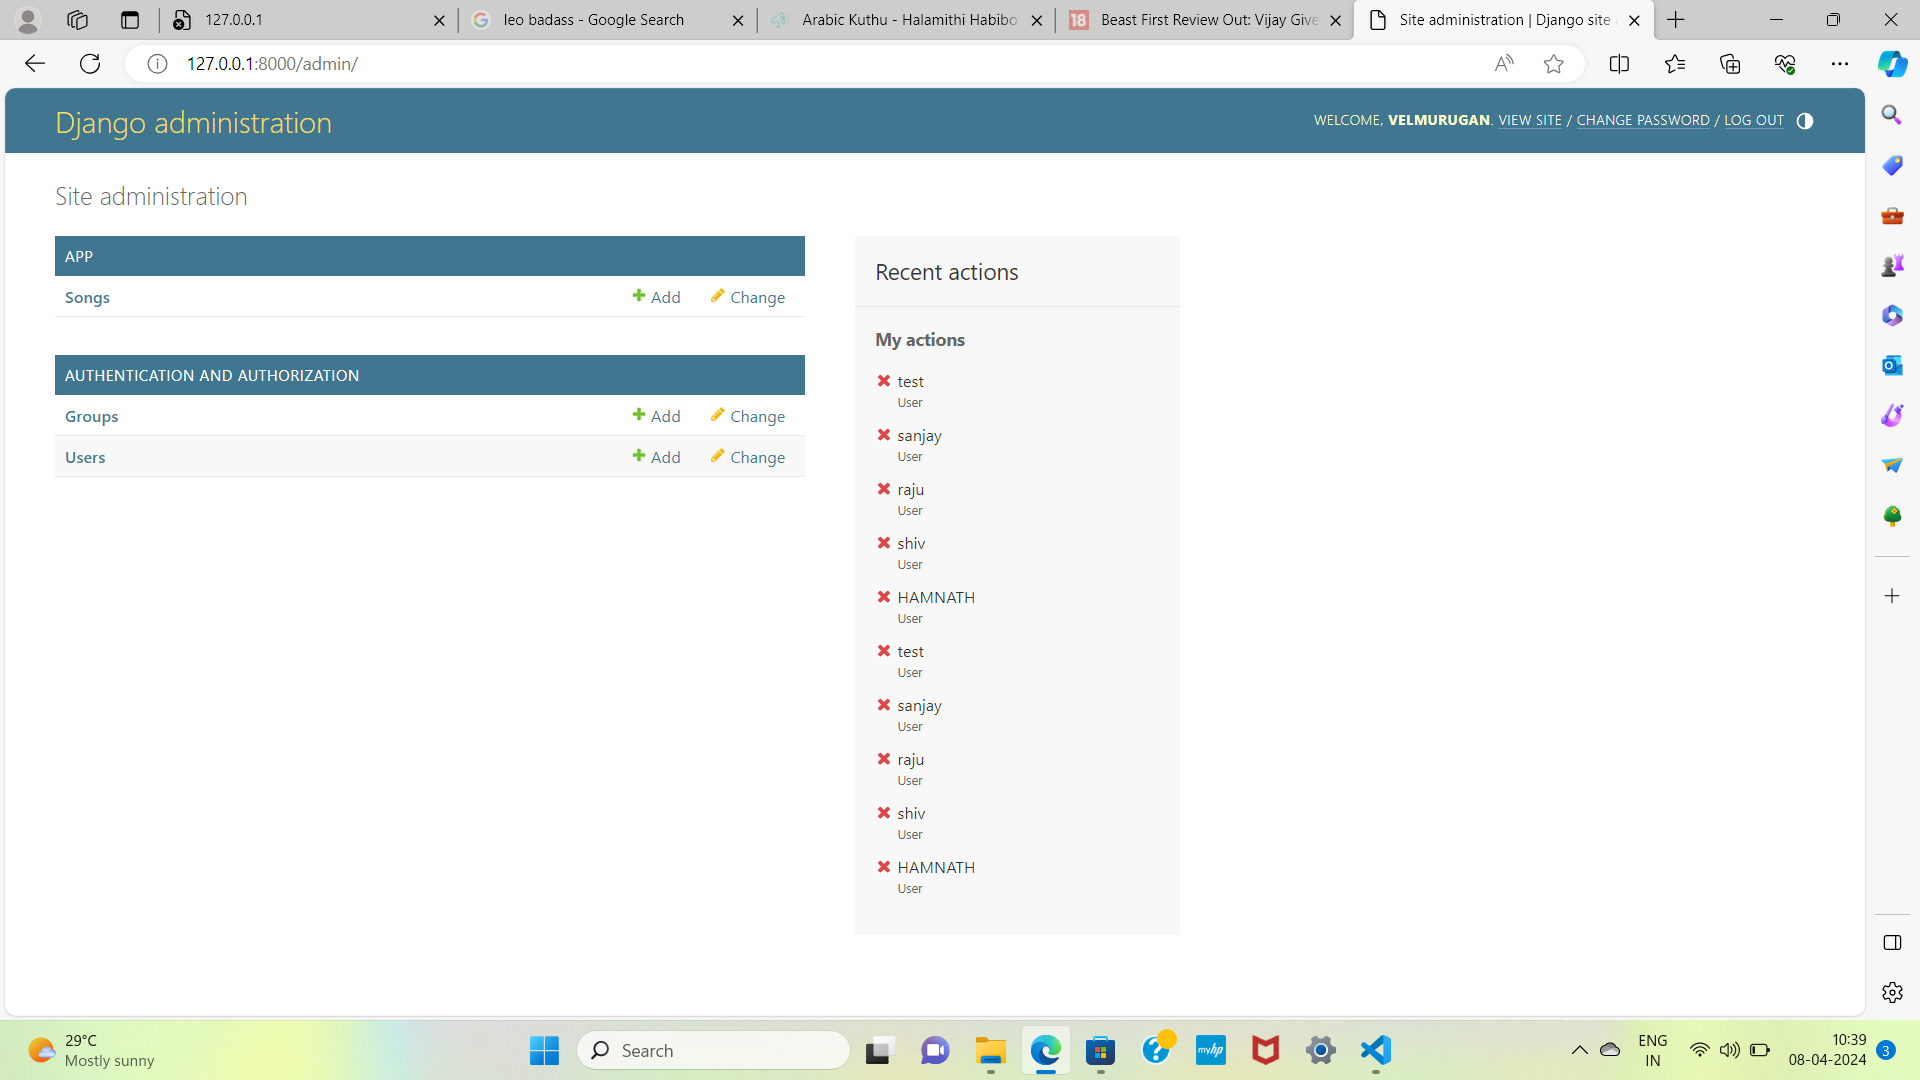 127.0.0.1
leo badass - Google Search
Arabic Kuthu - Halamithi Habibo
Beast First Review Out: Vijay Give
Site administration | Django site
127.0.0.1:8000/admin/
Django administration
WELCOME, VELMURUGAN. VIEW SITE / CHANGE PASSWORD / LOG OUT
Site administration
APP
Songs Add Change
AUTHENTICATION AND AUTHORIZATION
Groups Add Change
Users Add Change
Recent actions
My actions
test
User
sanjay
User
raju
User
shiv
User
HAMNATH
User
test
User
sanjay
User
raju
User
shiv
User
HAMNATH
User
29°C
Mostly sunny
Search
myhp
ENG
IN
10:39
08-04-2024
3
18